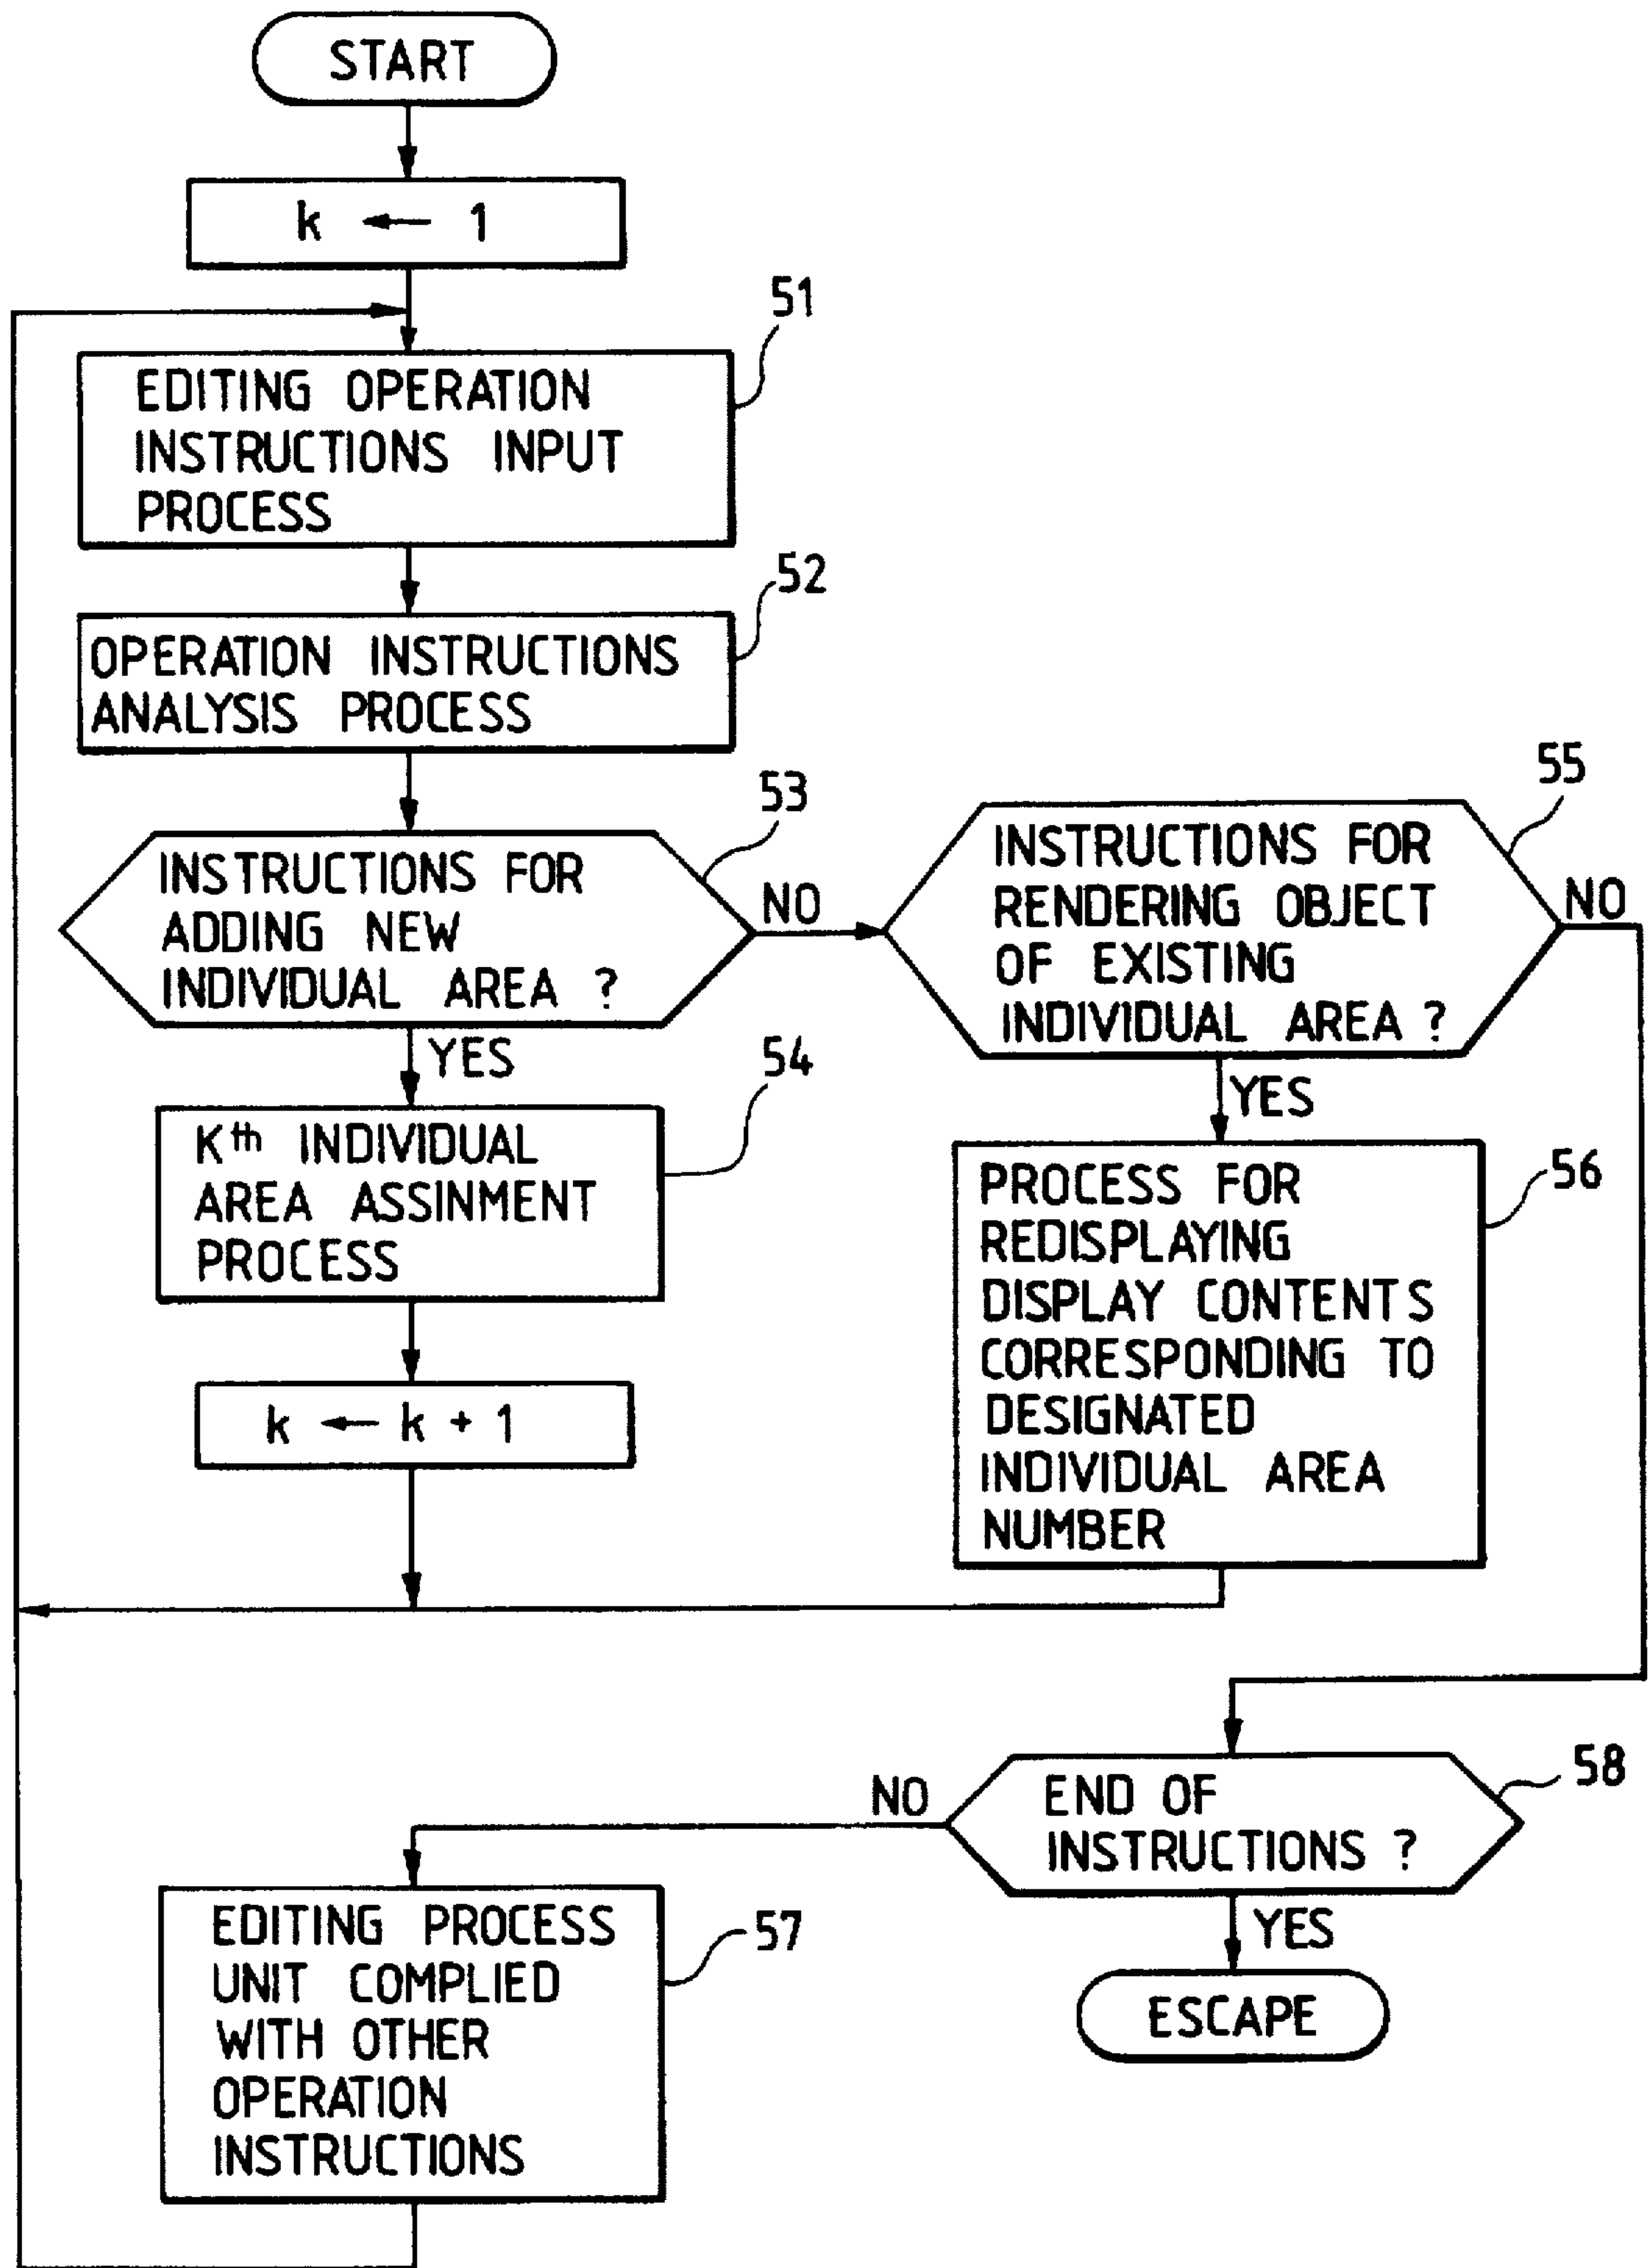 START
k ← 1
51
EDITING OPERATION
INSTRUCTIONS INPUT
PROCESS
52
OPERATION INSTRUCTIONS
ANALYSIS PROCESS
53
INSTRUCTIONS FOR
ADDING NEW
INDIVIDUAL AREA ?
NO
YES
55
INSTRUCTIONS FOR
RENDERING OBJECT
OF EXISTING
INDIVIDUAL AREA ?
NO
YES
54
Kth INDIVIDUAL
AREA ASSINMENT
PROCESS
k ← k + 1
56
PROCESS FOR
REDISPLAYING
DISPLAY CONTENTS
CORRESPONDING TO
DESIGNATED
INDIVIDUAL AREA
NUMBER
58
END OF
INSTRUCTIONS ?
NO
YES
ESCAPE
57
EDITING PROCESS
UNIT COMPLIED
WITH OTHER
OPERATION
INSTRUCTIONS